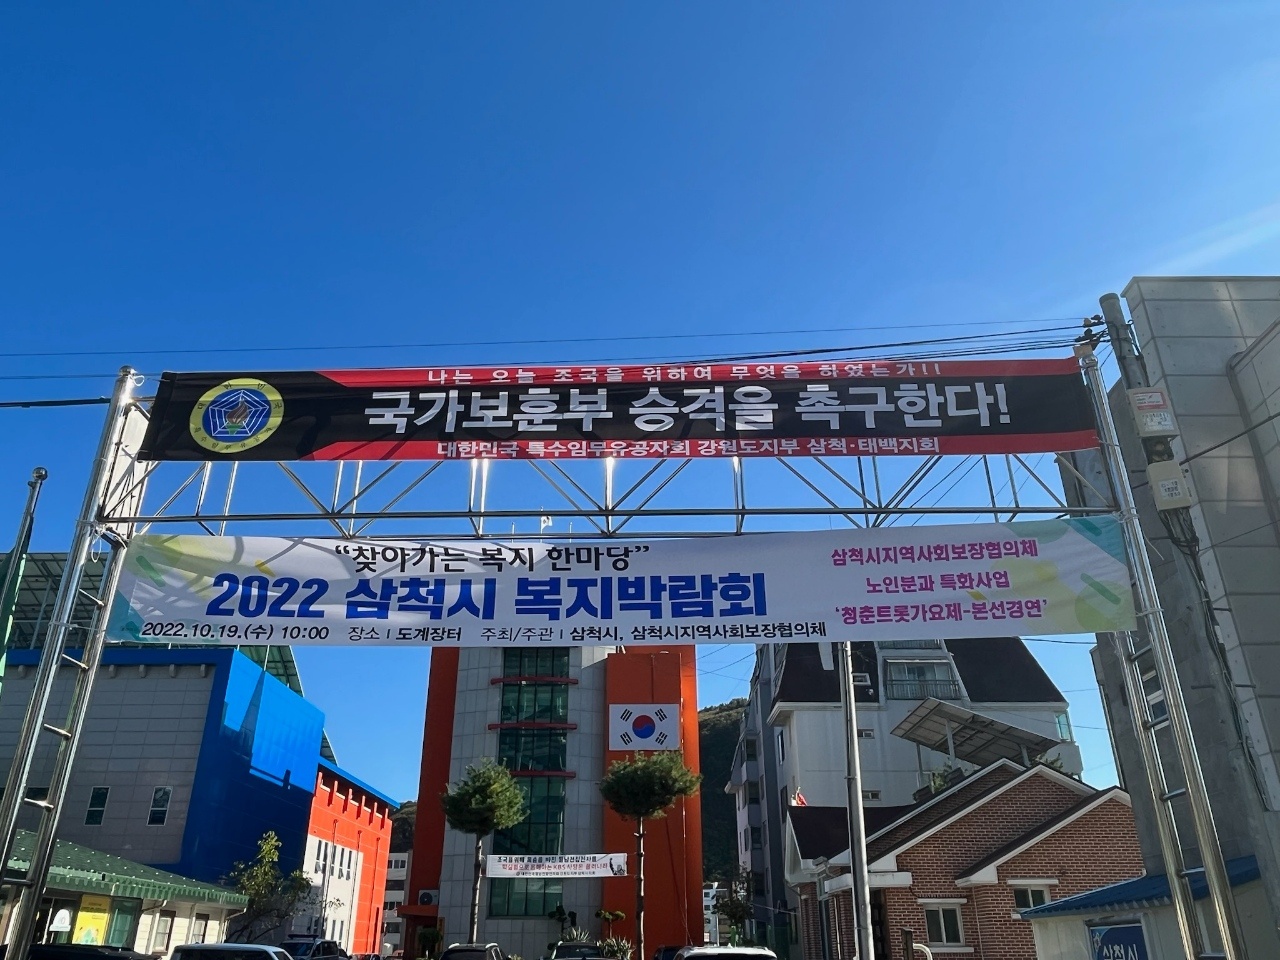 나는 오늘 조국을 위하여 무엇을 하였는가!!
국가보훈부 승격을 촉구한다!
대한민국 특수임무유공자회 강원도지부 삼척·태백지회
“찾아가는 복지 한마당”
2022 삼척시 복지박람회
2022.10.19.(수) 10:00 장소 | 도계장터 주최/주관 | 삼척시, 삼척시지역사회보장협의체
삼척시지역사회보장협의체
노인분과 특화사업
‘청춘트롯가요제-본선경연’
삼척시